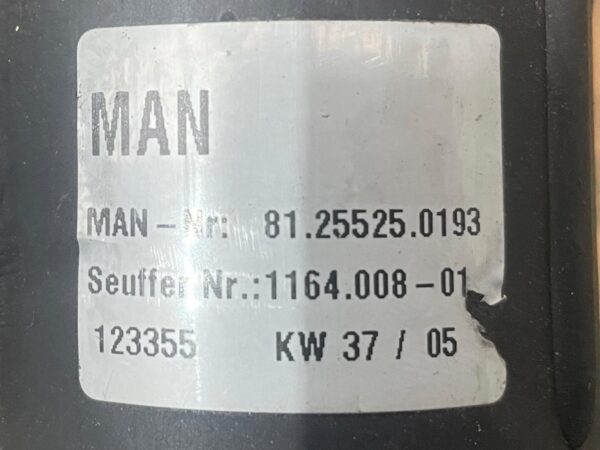 MAN
MAN-Nr: 81.25525.0193
Seuffer Nr.:1164.008-01
123355 KW 37 / 05